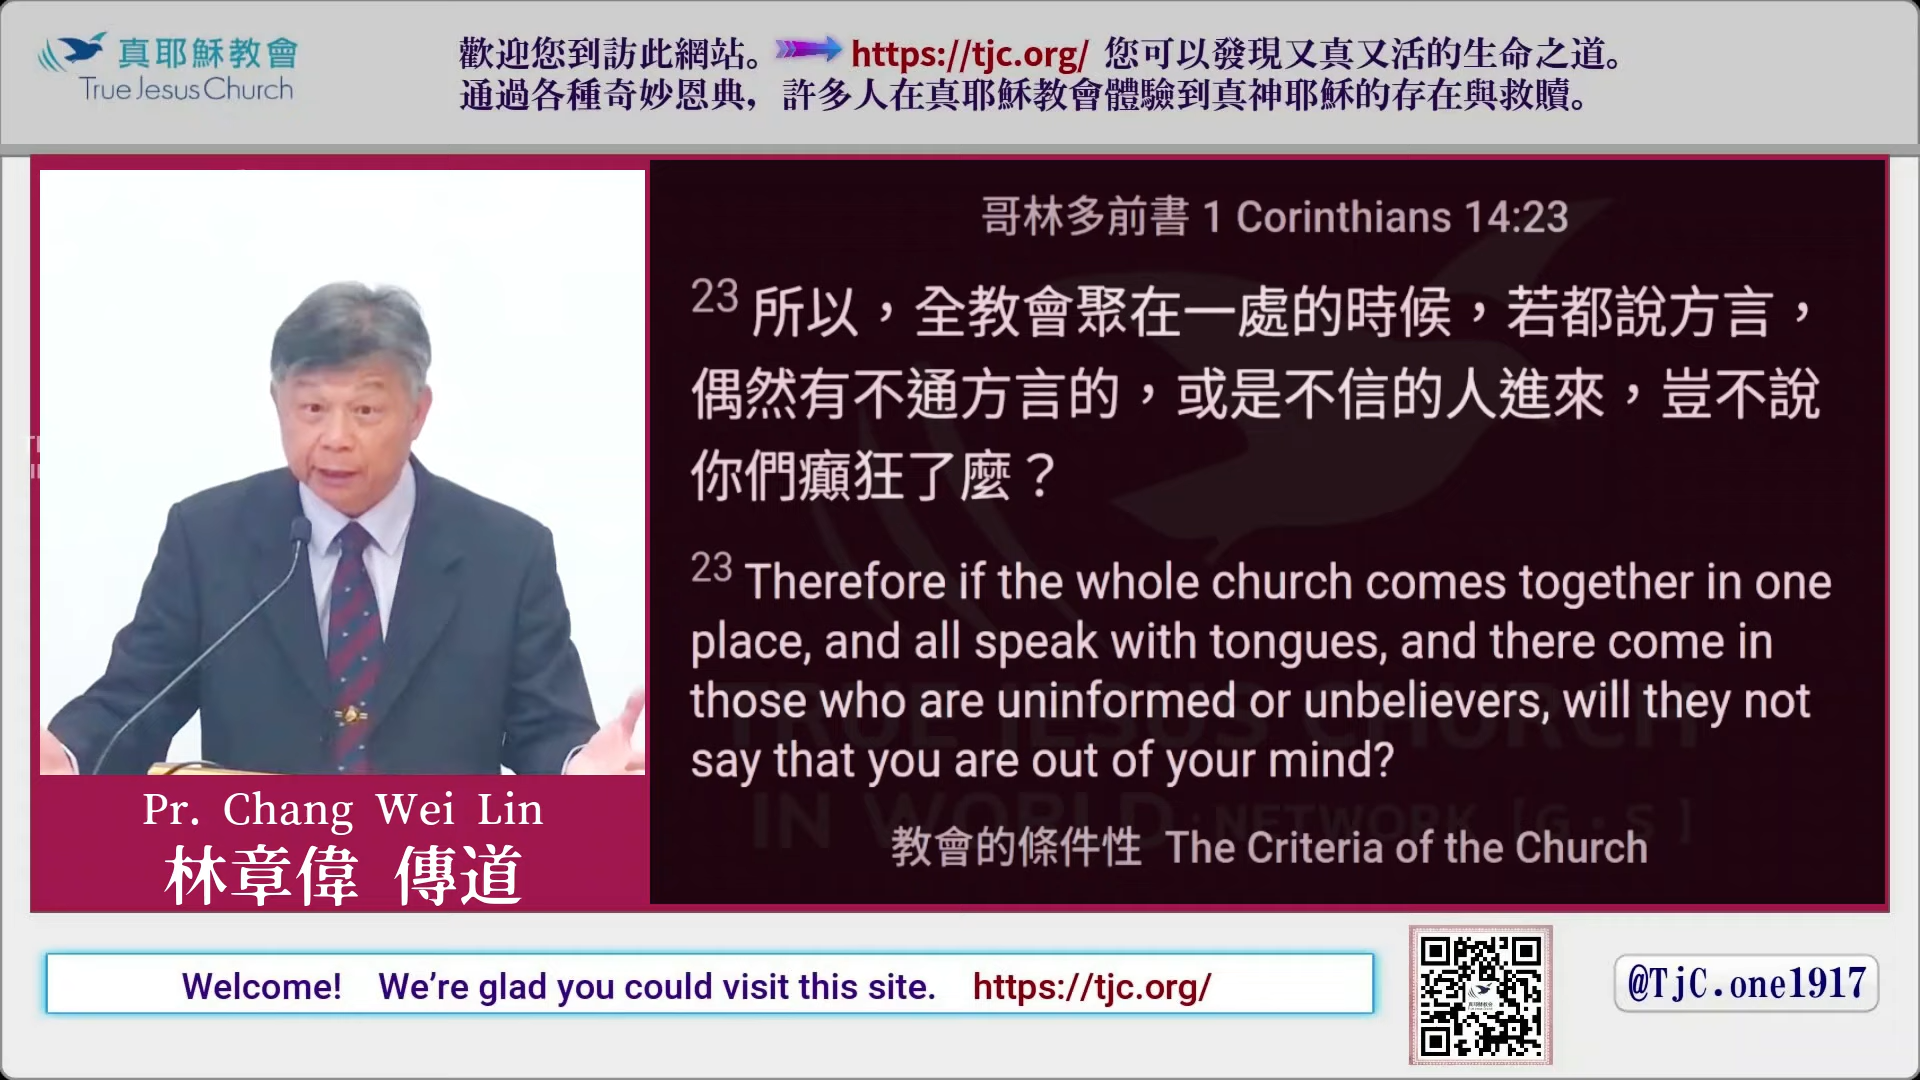 真耶穌教會
True Jesus Church
歡迎您到訪此網站。 https://tjc.org/ 您可以發現又真又活的生命之道。
通過各種奇妙恩典，許多人在真耶穌教會體驗到真神耶穌的存在與救贖。
哥林多前書 1 Corinthians 14:23
23 所以，全教會聚在一處的時候，若都說方言，
偶然有不通方言的，或是不信的人進來，豈不說
你們癲狂了麼？
23 Therefore if the whole church comes together in one
place, and all speak with tongues, and there come in
those who are uninformed or unbelievers, will they not
say that you are out of your mind?
TRUE JESUS CHURCH
IN WORLD · NETWORK [G·S]
教會的條件性 The Criteria of the Church
Pr. Chang Wei Lin
林章偉 傳道
Welcome! We’re glad you could visit this site. https://tjc.org/
@TjC.one1917